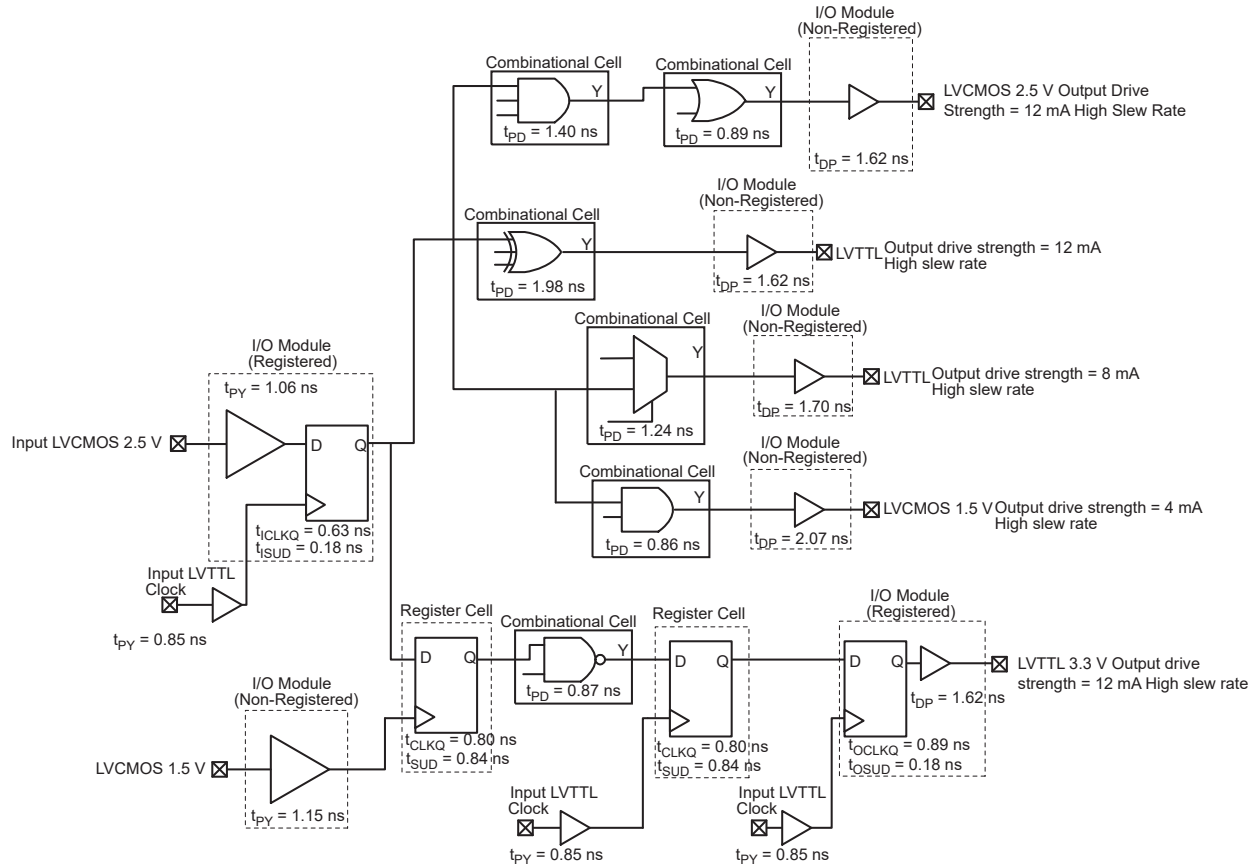 I/O Module
(Non-Registered)
Combinational Cell
Y
tPD = 1.40 ns
Combinational Cell
Y
tPD = 0.89 ns
tDP = 1.62 ns
LVCMOS 2.5 V Output Drive
Strength = 12 mA High Slew Rate
I/O Module
(Non-Registered)
Combinational Cell
Y
tPD = 1.98 ns
tDP = 1.62 ns
LVTTL Output drive strength = 12 mA
High slew rate
I/O Module
(Non-Registered)
Combinational Cell
Y
tPD = 1.24 ns
tDP = 1.70 ns
LVTTL Output drive strength = 8 mA
High slew rate
I/O Module
(Registered)
tPY = 1.06 ns
Input LVCMOS 2.5 V
D
Q
tICLKQ = 0.63 ns
tISUD = 0.18 ns
Input LVTTL
Clock
tPY = 0.85 ns
I/O Module
(Non-Registered)
Combinational Cell
Y
tPD = 0.86 ns
tDP = 2.07 ns
LVCMOS 1.5 V Output drive strength = 4 mA
High slew rate
I/O Module
(Non-Registered)
LVCMOS 1.5 V
tPY = 1.15 ns
Register Cell
D
Q
tCLKQ = 0.80 ns
tSUD = 0.84 ns
Combinational Cell
Y
tPD = 0.87 ns
Register Cell
D
Q
tCLKQ = 0.80 ns
tSUD = 0.84 ns
Input LVTTL
Clock
tPY = 0.85 ns
I/O Module
(Registered)
D
Q
tDP = 1.62 ns
tOCLKQ = 0.89 ns
tOSUD = 0.18 ns
LVTTL 3.3 V Output drive
strength = 12 mA High slew rate
Input LVTTL
Clock
tPY = 0.85 ns